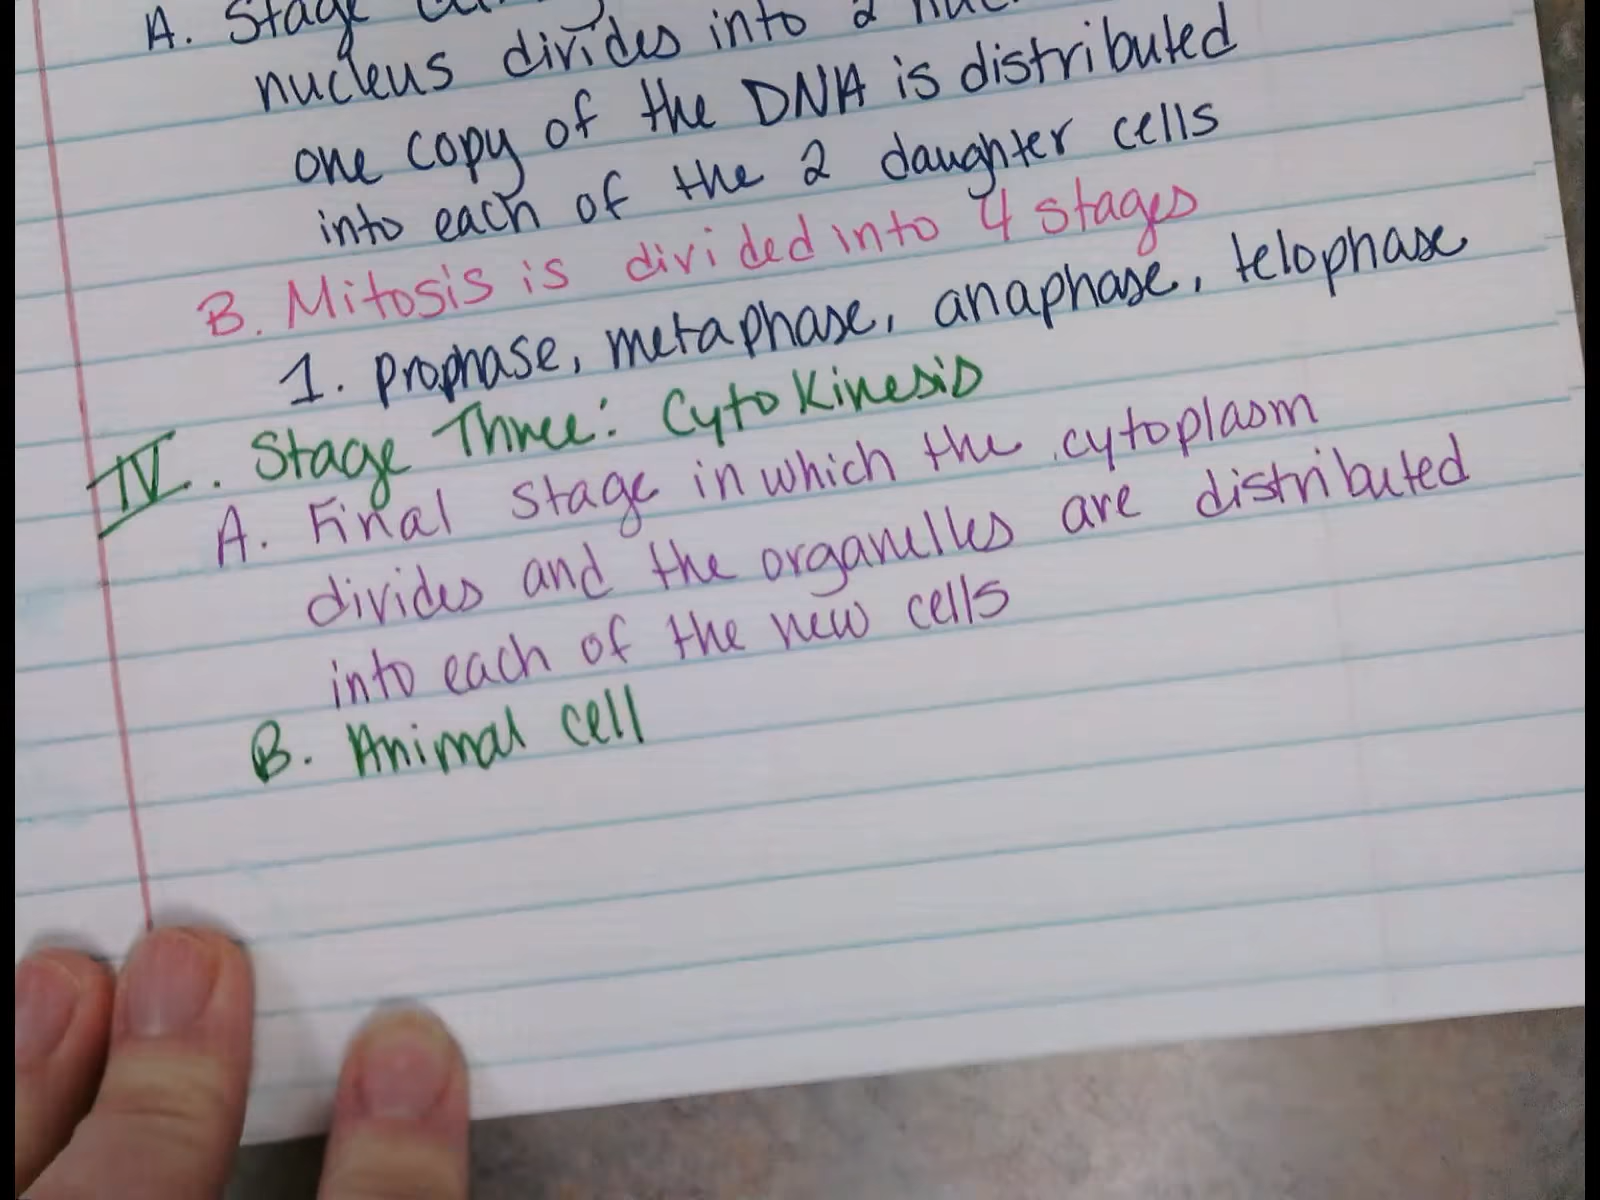 A. Stage
nucleus divides into 2
one copy of the DNA is distributed
into each of the 2 daughter cells
B. Mitosis is divided into 4 stages
1. prophase, metaphase, anaphase, telophase
IV. Stage Three: Cytokinesis
A. Final stage in which the cytoplasm
divides and the organelles are distributed
into each of the new cells
B. Animal cell